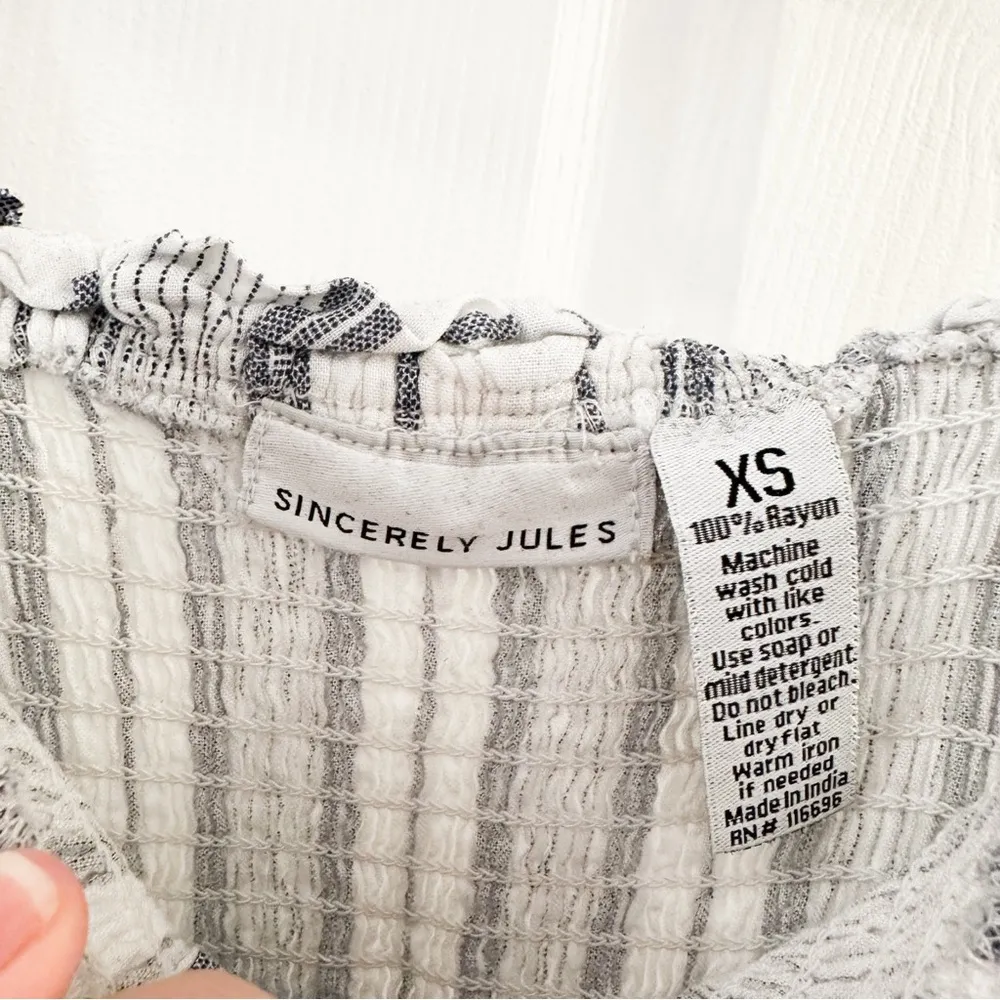 SINCERELY JULES
XS
100% Rayon
Machine
wash cold
with like
colors.
Use soap or
mild detergent.
Do not bleach.
Line dry or
dry flat
Warm iron
if needed
Made In India
RN# 116696